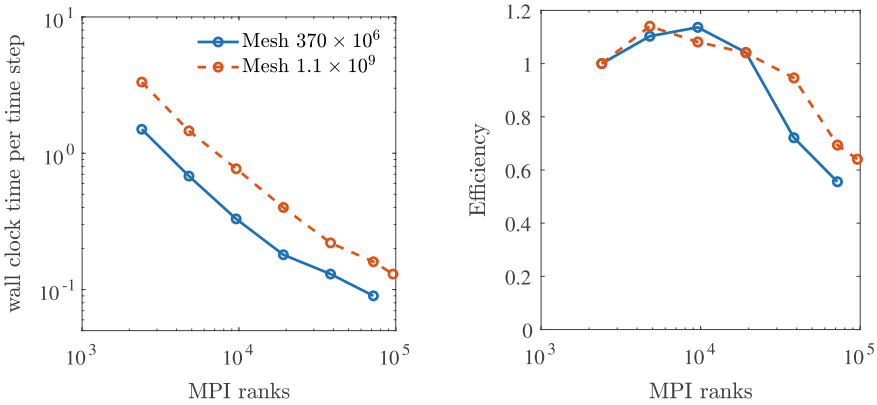 wall clock time per time step
10^1
10^0
10^-1
Mesh 370 × 10^6
Mesh 1.1 × 10^9
10^3
10^4
10^5
MPI ranks
Efficiency
1.2
1
0.8
0.6
0.4
0.2
0
10^3
10^4
10^5
MPI ranks